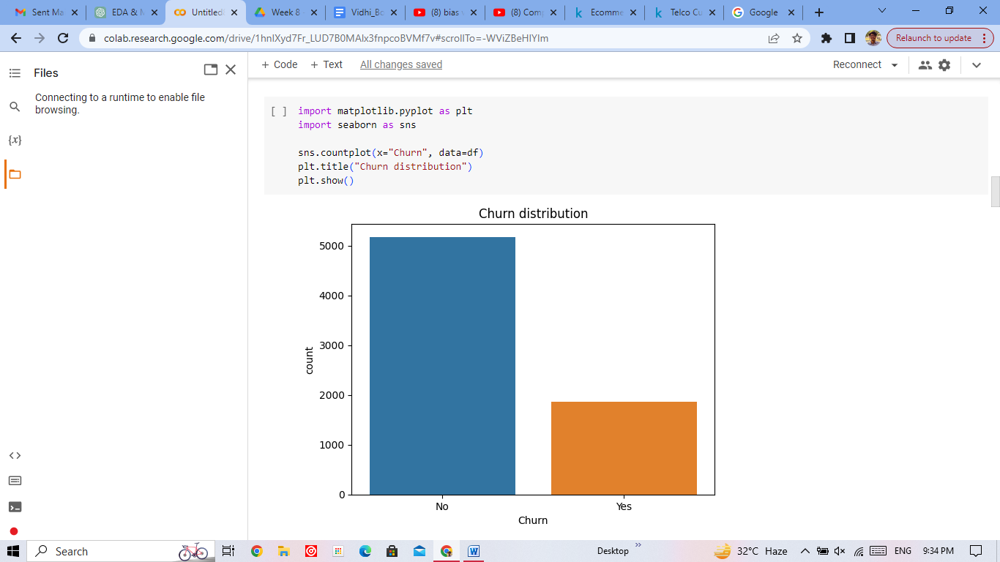 Sent Ma
EDA & M
Untitled
Week 8
Vidhi_Bo
(8) bias v
(8) Comp
Ecomme
Telco Cu
Google
colab.research.google.com/drive/1hnlXyd7Fr_LUD7B0MAlx3fnpcoBVMf7v#scrollTo=-WViZBeHIYlm
Relaunch to update
Files
+ Code
+ Text
All changes saved
Reconnect
Connecting to a runtime to enable file
browsing.
{x}
[ ]
import matplotlib.pyplot as plt
import seaborn as sns
sns.countplot(x="Churn", data=df)
plt.title("Churn distribution")
plt.show()
Churn distribution
5000
4000
3000
2000
1000
0
count
No
Yes
Churn
Search
Desktop
32°C Haze
ENG
9:34 PM